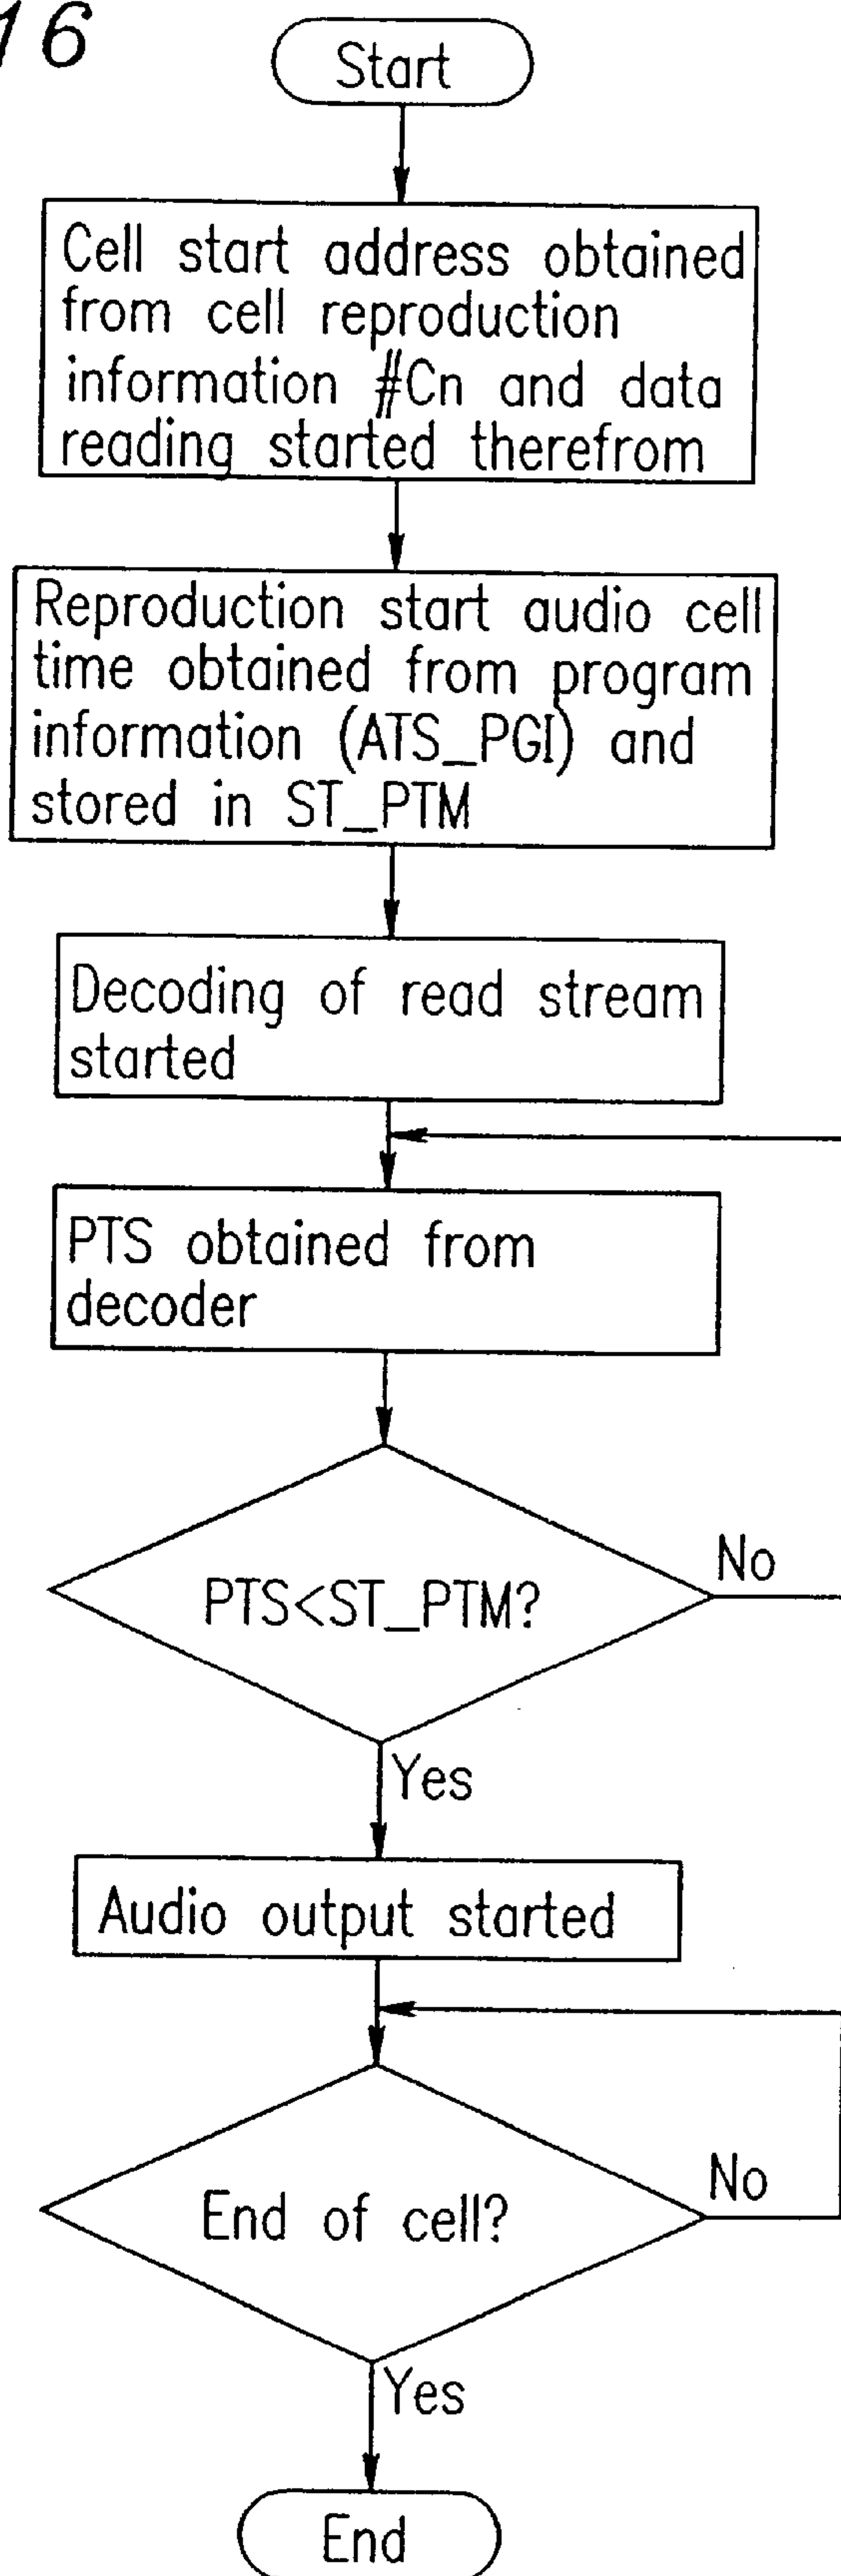 16
Start
Cell start address obtained
from cell reproduction
information #Cn and data
reading started therefrom
Reproduction start audio cell
time obtained from program
information (ATS_PGI) and
stored in ST_PTM
Decoding of read stream
started
PTS obtained from
decoder
PTS<ST_PTM?
No
Yes
Audio output started
End of cell?
No
Yes
End